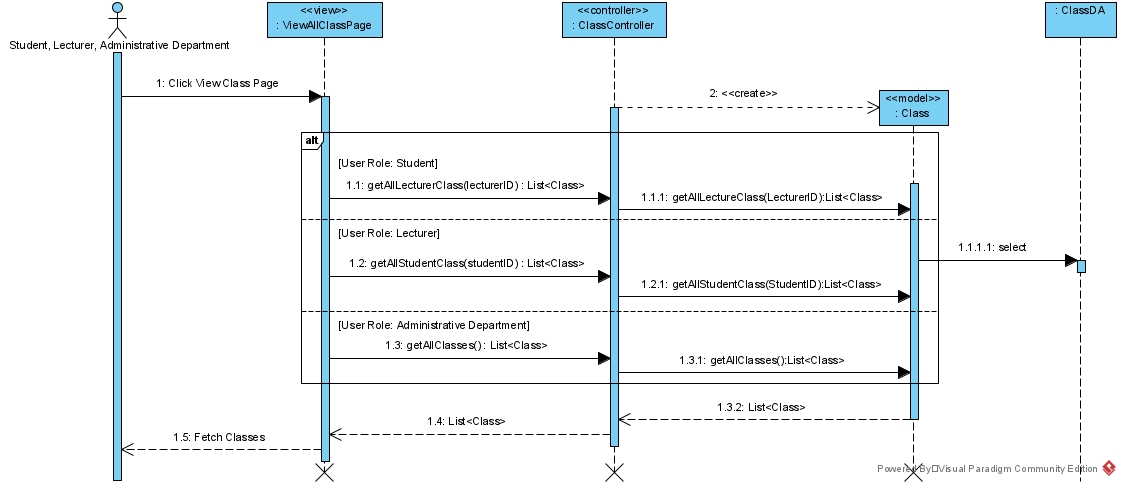 <<view>>
: ViewAllClassPage
<<controller>>
: ClassController
: ClassDA
Student, Lecturer, Administrative Department
1: Click View Class Page
2: <<create>>
<<model>>
: Class
alt
[User Role: Student]
1.1: getAllLecturerClass(lecturerID) : List<Class>
1.1.1: getAllLectureClass(LecturerID):List<Class>
[User Role: Lecturer]
1.1.1.1: select
1.2: getAllStudentClass(studentID) : List<Class>
1.2.1: getAllStudentClass(StudentID):List<Class>
[User Role: Administrative Department]
1.3: getAllClasses() : List<Class>
1.3.1: getAllClasses():List<Class>
1.3.2: List<Class>
1.4: List<Class>
1.5: Fetch Classes
Powered By□Visual Paradigm Community Edition